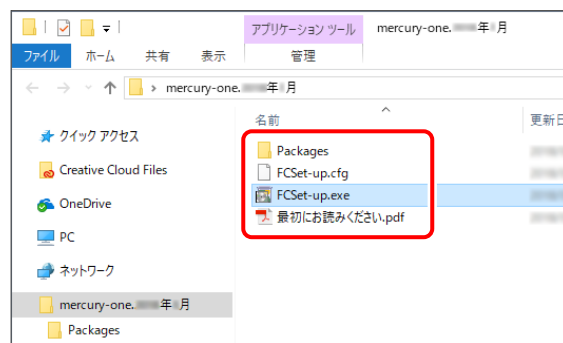 アプリケーション ツール
mercury-one. 年 月
ファイル ホーム 共有 表示 管理
mercury-one. 年 月
名前 更新日
クイック アクセス
Creative Cloud Files
OneDrive
PC
ネットワーク
mercury-one. 年 月
Packages
Packages
FCSet-up.cfg
FCSet-up.exe
最初にお読みください.pdf